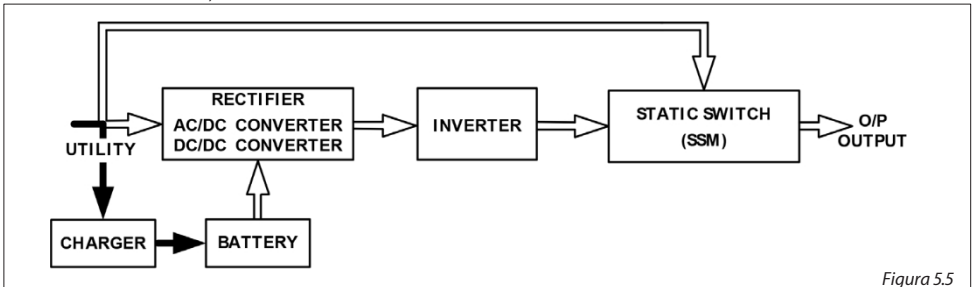 RECTIFIER
AC/DC CONVERTER
DC/DC CONVERTER
INVERTER
STATIC SWITCH
(SSM)
O/P
OUTPUT
UTILITY
CHARGER
BATTERY
Figura 5.5